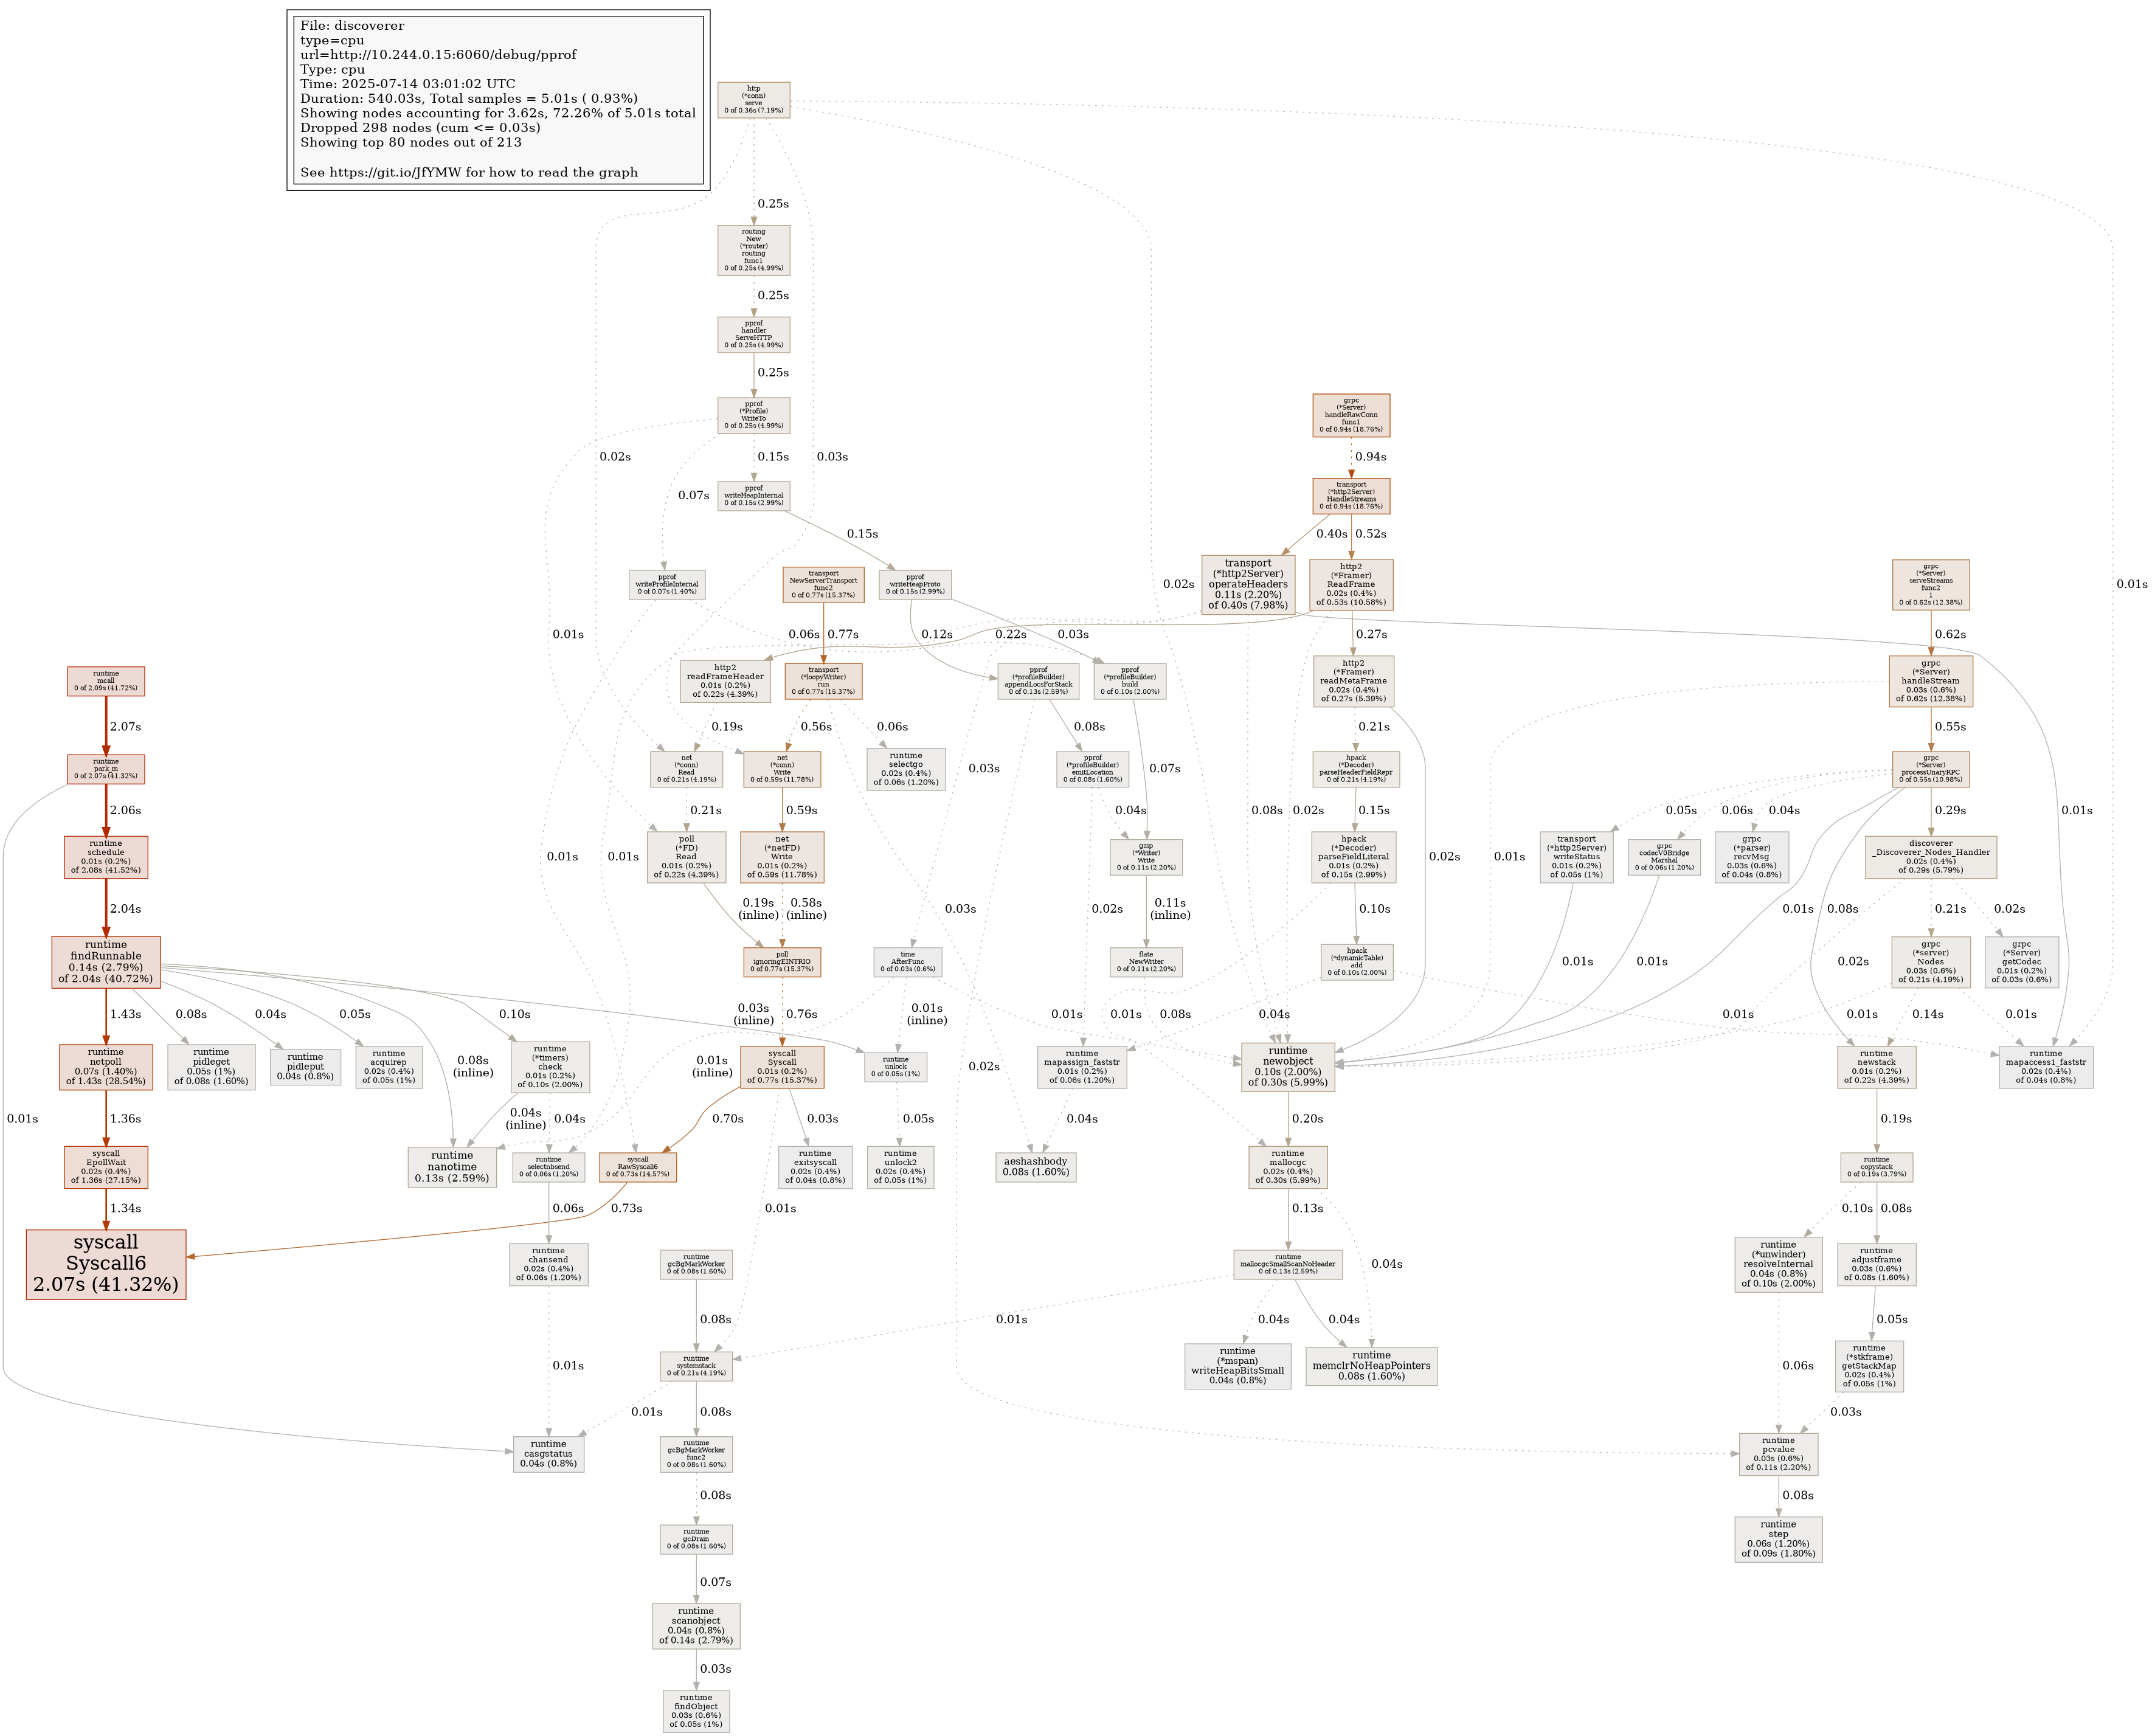 File: discoverer
type=cpu
url=http://10.244.0.15:6060/debug/pprof
Type: cpu
Time: 2025-07-14 03:01:02 UTC
Duration: 540.03s, Total samples = 5.01s ( 0.93%)
Showing nodes accounting for 3.62s, 72.26% of 5.01s total
Dropped 298 nodes (cum <= 0.03s)
Showing top 80 nodes out of 213
See https://git.io/JfYMW for how to read the graph
http
(*conn)
serve
0 of 0.36s (7.19%)
0.25s
routing
New
(*router)
routing
func1
0 of 0.25s (4.99%)
0.25s
pprof
handler
ServeHTTP
0 of 0.25s (4.99%)
0.25s
pprof
(*Profile)
WriteTo
0 of 0.25s (4.99%)
grpc
(*Server)
handleRawConn
func1
0 of 0.94s (18.76%)
0.02s
0.15s
0.03s
0.94s
0.07s
pprof
writeHeapInternal
0 of 0.15s (2.99%)
transport
(*http2Server)
HandleStreams
0 of 0.94s (18.76%)
0.15s
0.40s
0.52s
pprof
writeProfileInternal
0 of 0.07s (1.40%)
transport
NewServerTransport
func2
0 of 0.77s (15.37%)
pprof
writeHeapProto
0 of 0.15s (2.99%)
0.02s
transport
(*http2Server)
operateHeaders
0.11s (2.20%)
of 0.40s (7.98%)
http2
(*Framer)
ReadFrame
0.02s (0.4%)
of 0.53s (10.58%)
grpc
(*Server)
serveStreams
func2
1
0 of 0.62s (12.38%)
0.01s
0.01s
0.06s
0.77s
0.12s
0.22s
0.03s
0.27s
0.62s
runtime
mcall
0 of 2.09s (41.72%)
http2
readFrameHeader
0.01s (0.2%)
of 0.22s (4.39%)
transport
(*loopyWriter)
run
0 of 0.77s (15.37%)
pprof
(*profileBuilder)
appendLocsForStack
0 of 0.13s (2.59%)
pprof
(*profileBuilder)
build
0 of 0.10s (2.00%)
http2
(*Framer)
readMetaFrame
0.02s (0.4%)
of 0.27s (5.39%)
grpc
(*Server)
handleStream
0.03s (0.6%)
of 0.62s (12.38%)
2.07s
0.19s
0.56s
0.06s
0.08s
0.21s
0.55s
runtime
park_m
0 of 2.07s (41.32%)
net
(*conn)
Read
0 of 0.21s (4.19%)
net
(*conn)
Write
0 of 0.59s (11.78%)
runtime
selectgo
0.02s (0.4%)
of 0.06s (1.20%)
0.03s
pprof
(*profileBuilder)
emitLocation
0 of 0.08s (1.60%)
0.07s
hpack
(*Decoder)
parseHeaderFieldRepr
0 of 0.21s (4.19%)
grpc
(*Server)
processUnaryRPC
0 of 0.55s (10.98%)
2.06s
0.21s
0.59s
0.04s
0.08s
0.02s
0.15s
0.05s
0.06s
0.04s
0.29s
0.01s
runtime
schedule
0.01s (0.2%)
of 2.08s (41.52%)
0.01s
0.01s
poll
(*FD)
Read
0.01s (0.2%)
of 0.22s (4.39%)
net
(*netFD)
Write
0.01s (0.2%)
of 0.59s (11.78%)
gzip
(*Writer)
Write
0 of 0.11s (2.20%)
hpack
(*Decoder)
parseFieldLiteral
0.01s (0.2%)
of 0.15s (2.99%)
0.02s
0.01s
transport
(*http2Server)
writeStatus
0.01s (0.2%)
of 0.05s (1%)
grpc
codecV0Bridge
Marshal
0 of 0.06s (1.20%)
grpc
(*parser)
recvMsg
0.03s (0.6%)
of 0.04s (0.8%)
discoverer
_Discoverer_Nodes_Handler
0.02s (0.4%)
of 0.29s (5.79%)
2.04s
0.19s
(inline)
0.58s
(inline)
0.03s
0.02s
0.11s
(inline)
0.10s
0.01s
0.08s
0.21s
0.02s
runtime
findRunnable
0.14s (2.79%)
of 2.04s (40.72%)
poll
ignoringEINTRIO
0 of 0.77s (15.37%)
time
AfterFunc
0 of 0.03s (0.6%)
flate
NewWriter
0 of 0.11s (2.20%)
hpack
(*dynamicTable)
add
0 of 0.10s (2.00%)
0.01s
0.01s
0.02s
grpc
(*server)
Nodes
0.03s (0.6%)
of 0.21s (4.19%)
grpc
(*Server)
getCodec
0.01s (0.2%)
of 0.03s (0.6%)
1.43s
0.08s
0.04s
0.05s
0.10s
0.03s
(inline)
0.76s
0.01s
(inline)
0.01s
0.01s
0.08s
0.04s
0.01s
0.01s
0.14s
0.01s
runtime
netpoll
0.07s (1.40%)
of 1.43s (28.54%)
runtime
pidleget
0.05s (1%)
of 0.08s (1.60%)
runtime
pidleput
0.04s (0.8%)
runtime
acquirep
0.02s (0.4%)
of 0.05s (1%)
0.08s
(inline)
runtime
(*timers)
check
0.01s (0.2%)
of 0.10s (2.00%)
0.01s
(inline)
syscall
Syscall
0.01s (0.2%)
of 0.77s (15.37%)
runtime
unlock
0 of 0.05s (1%)
0.02s
runtime
mapassign_faststr
0.01s (0.2%)
of 0.06s (1.20%)
runtime
newobject
0.10s (2.00%)
of 0.30s (5.99%)
runtime
newstack
0.01s (0.2%)
of 0.22s (4.39%)
runtime
mapaccess1_faststr
0.02s (0.4%)
of 0.04s (0.8%)
0.01s
1.36s
0.04s
(inline)
0.04s
0.70s
0.03s
0.05s
0.04s
0.20s
0.19s
syscall
EpollWait
0.02s (0.4%)
of 1.36s (27.15%)
runtime
nanotime
0.13s (2.59%)
runtime
selectnbsend
0 of 0.06s (1.20%)
syscall
RawSyscall6
0 of 0.73s (14.57%)
runtime
exitsyscall
0.02s (0.4%)
of 0.04s (0.8%)
runtime
unlock2
0.02s (0.4%)
of 0.05s (1%)
aeshashbody
0.08s (1.60%)
runtime
mallocgc
0.02s (0.4%)
of 0.30s (5.99%)
runtime
copystack
0 of 0.19s (3.79%)
1.34s
0.06s
0.73s
0.01s
0.13s
0.10s
0.08s
syscall
Syscall6
2.07s (41.32%)
runtime
chansend
0.02s (0.4%)
of 0.06s (1.20%)
runtime
gcBgMarkWorker
0 of 0.08s (1.60%)
runtime
mallocgcSmallScanNoHeader
0 of 0.13s (2.59%)
0.04s
runtime
(*unwinder)
resolveInternal
0.04s (0.8%)
of 0.10s (2.00%)
runtime
adjustframe
0.03s (0.6%)
of 0.08s (1.60%)
0.08s
0.01s
0.04s
0.04s
0.05s
0.01s
runtime
systemstack
0 of 0.21s (4.19%)
runtime
(*mspan)
writeHeapBitsSmall
0.04s (0.8%)
runtime
memclrNoHeapPointers
0.08s (1.60%)
0.06s
runtime
(*stkframe)
getStackMap
0.02s (0.4%)
of 0.05s (1%)
0.01s
0.08s
0.03s
runtime
casgstatus
0.04s (0.8%)
runtime
gcBgMarkWorker
func2
0 of 0.08s (1.60%)
runtime
pcvalue
0.03s (0.6%)
of 0.11s (2.20%)
0.08s
0.08s
runtime
gcDrain
0 of 0.08s (1.60%)
runtime
step
0.06s (1.20%)
of 0.09s (1.80%)
0.07s
runtime
scanobject
0.04s (0.8%)
of 0.14s (2.79%)
0.03s
runtime
findObject
0.03s (0.6%)
of 0.05s (1%)